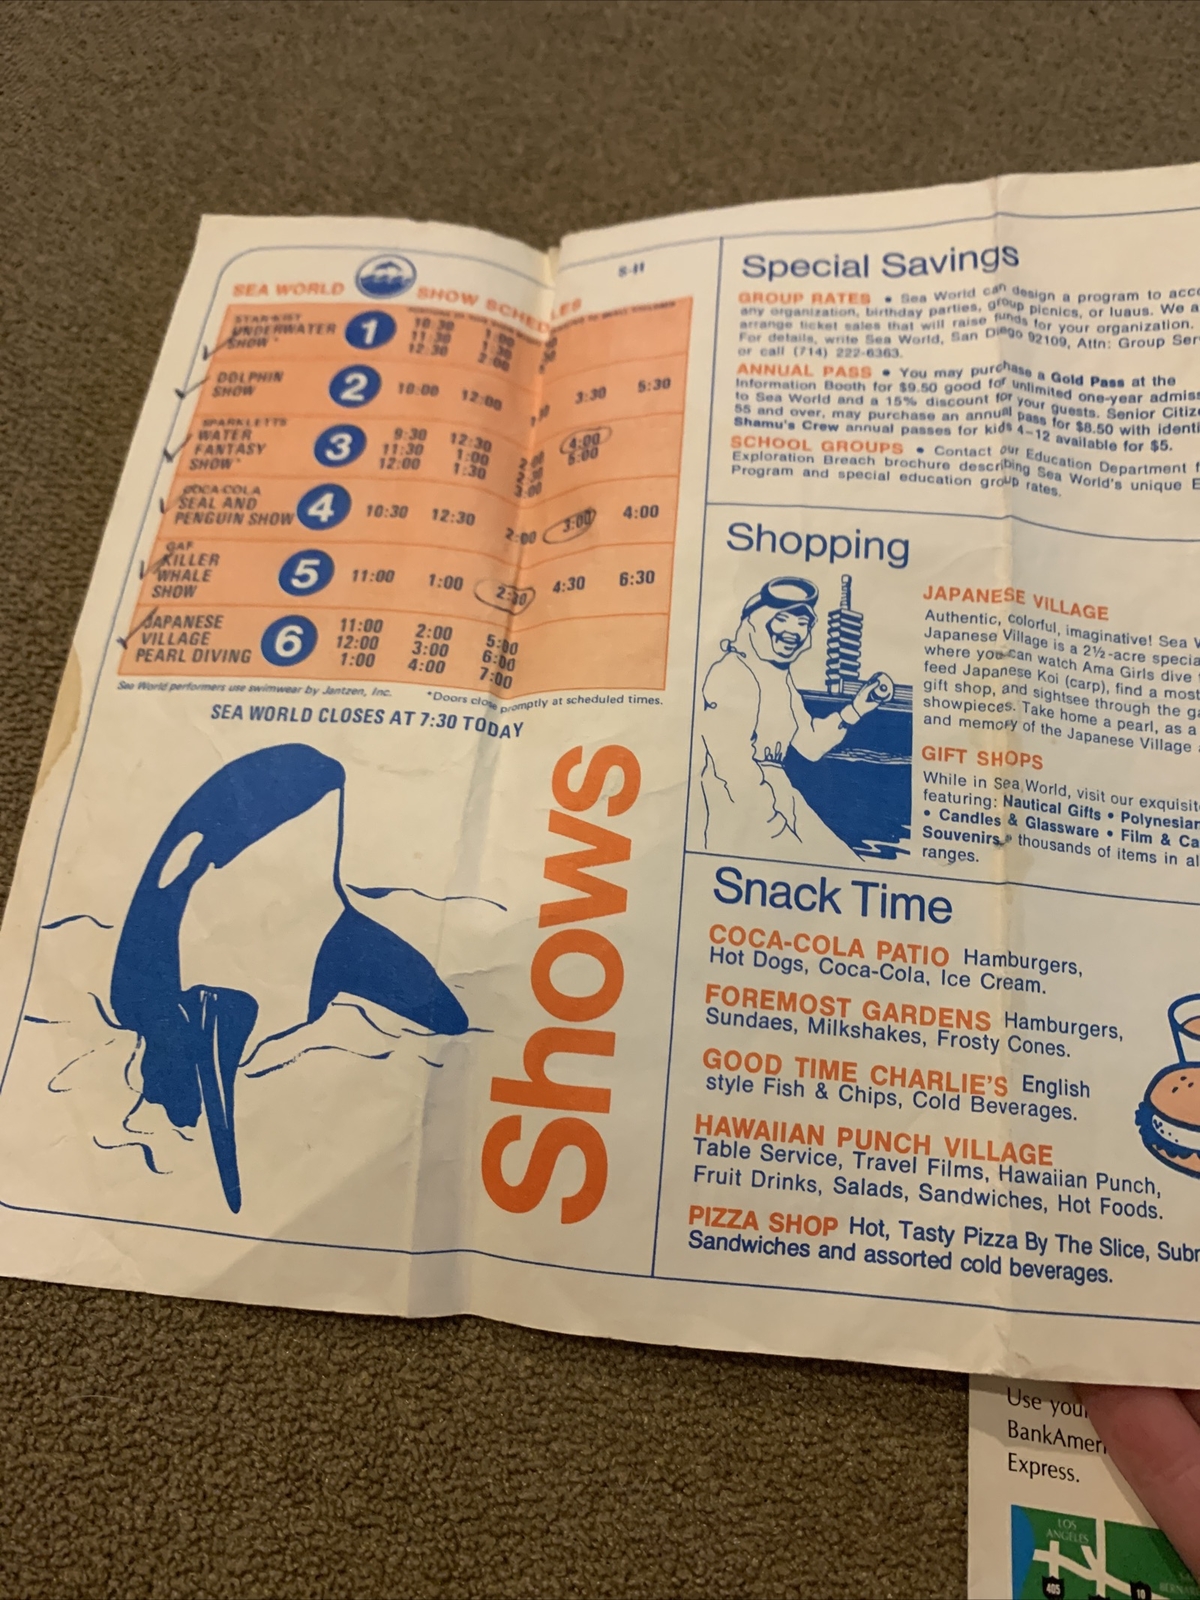 S-H
SEA WORLD SHOW SCHEDULES
STAR-KIST
UNDERWATER
SHOW*
1
10:30 1:00
11:30 1:30
12:30 2:00
DOLPHIN
SHOW
2
10:00 12:00 3:30 5:30
SPARKLETTS
WATER
FANTASY
SHOW*
3
9:30 12:30 4:00
11:30 1:00 5:00
12:00 1:30
COCA-COLA
SEAL AND
PENGUIN SHOW
4
10:30 12:30 2:00 3:00 4:00
GAF
KILLER
WHALE
SHOW
5
11:00 1:00 2:30 4:30 6:30
JAPANESE
VILLAGE
PEARL DIVING
6
11:00 2:00 5:00
12:00 3:00 6:00
1:00 4:00 7:00
Sea World performers use swimwear by Jantzen, Inc. *Doors close promptly at scheduled times.
SEA WORLD CLOSES AT 7:30 TODAY
Shows
Special Savings
GROUP RATES • Sea World can design a program to
any organization, birthday parties, group picnics, or luaus. We
arrange ticket sales that will raise funds for your organization.
For details, write Sea World, San Diego 92109, Attn: Group
or call (714) 222-6363.
ANNUAL PASS • You may purchase a Gold Pass at the
Information Booth for $9.50 good for unlimited one-year
to Sea World and a 15% discount for your guests. Senior
55 and over, may purchase an annual pass for $8.50 with
Shamu's Crew annual passes for kids 4-12 available for $5.
SCHOOL GROUPS • Contact our Education Department
Exploration Breach brochure describing Sea World's unique
Program and special education group rates.
Shopping
JAPANESE VILLAGE
Authentic, colorful, imaginative! Sea
Japanese Village is a 2½-acre
where you can watch Ama Girls dive
feed Japanese Koi (carp), find a most
gift shop, and sightsee through the
showpieces. Take home a pearl, as a
and memory of the Japanese Village
GIFT SHOPS
While in Sea World, visit our
featuring: Nautical Gifts • Polynesian
• Candles & Glassware • Film &
Souvenirs • thousands of items in
ranges.
Snack Time
COCA-COLA PATIO Hamburgers,
Hot Dogs, Coca-Cola, Ice Cream.
FOREMOST GARDENS Hamburgers,
Sundaes, Milkshakes, Frosty Cones.
GOOD TIME CHARLIE'S English
style Fish & Chips, Cold Beverages.
HAWAIIAN PUNCH VILLAGE
Table Service, Travel Films, Hawaiian Punch,
Fruit Drinks, Salads, Sandwiches, Hot Foods.
PIZZA SHOP Hot, Tasty Pizza By The Slice,
Sandwiches and assorted cold beverages.
Use
Express.
LOS
ANGELES
405
10